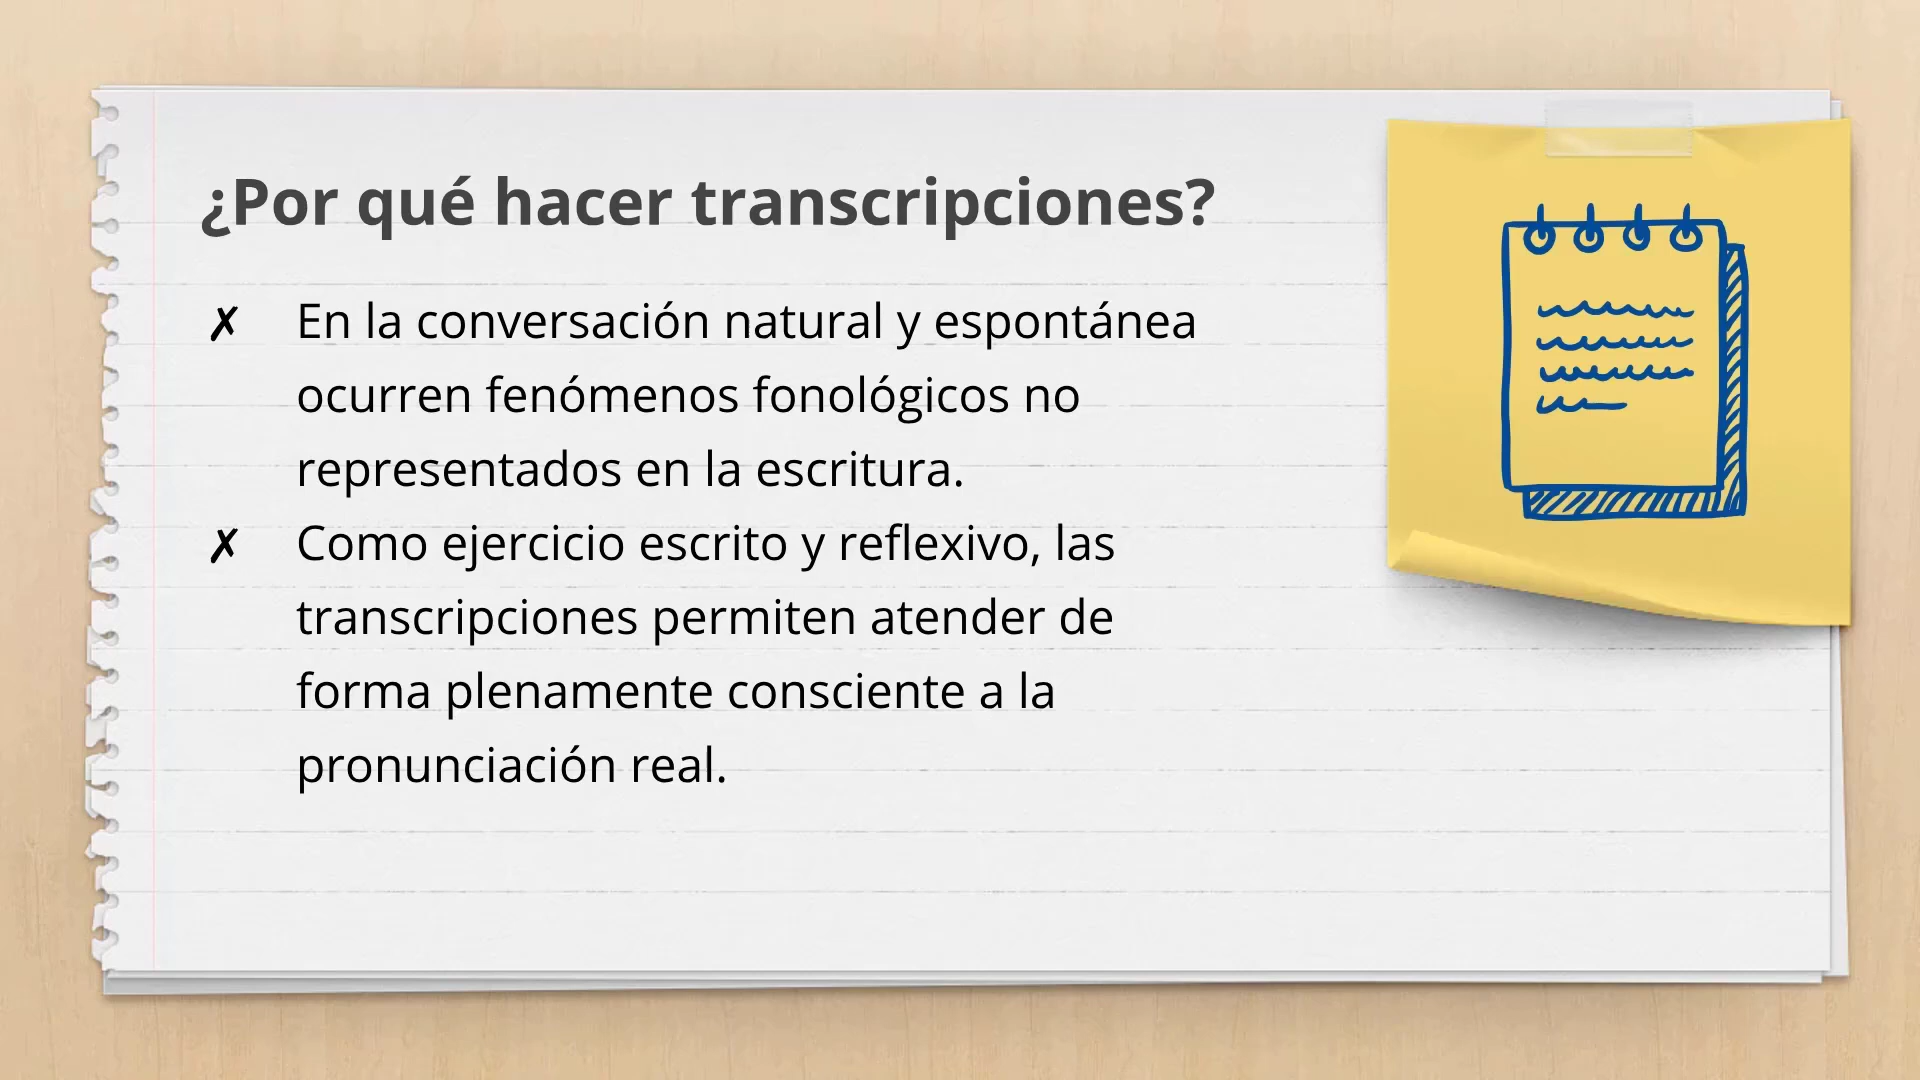 ¿Por qué hacer transcripciones?
✗ En la conversación natural y espontánea
ocurren fenómenos fonológicos no
representados en la escritura.
✗ Como ejercicio escrito y reflexivo, las
transcripciones permiten atender de
forma plenamente consciente a la
pronunciación real.